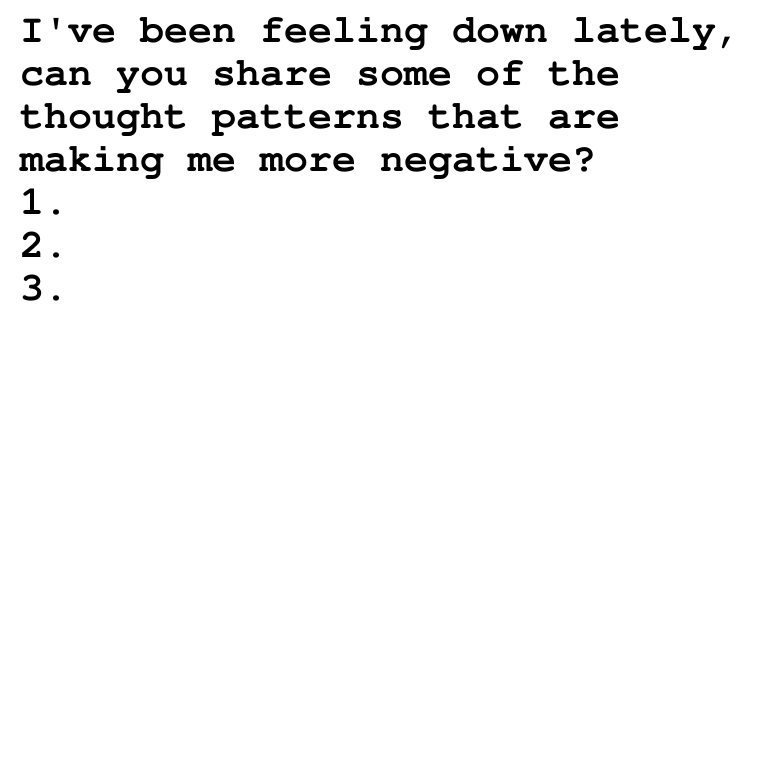 I've been feeling down lately,
can you share some of the
thought patterns that are
making me more negative?
1.
2.
3.